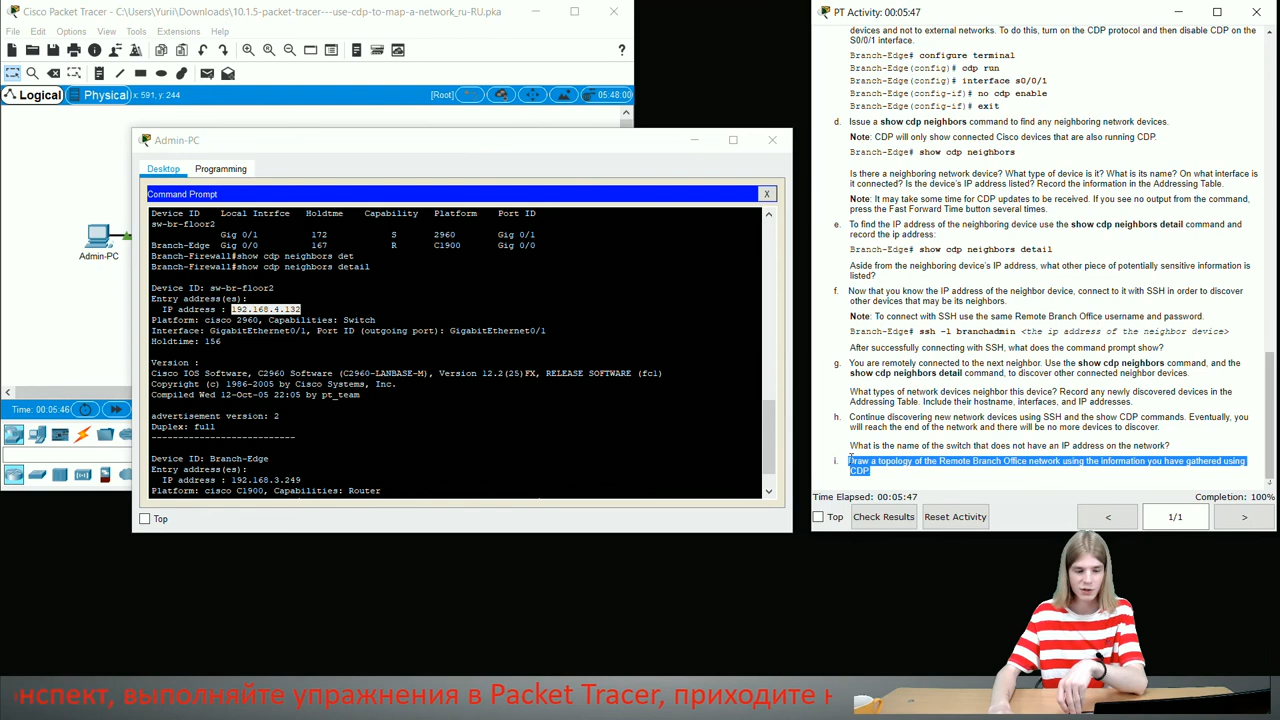 Cisco Packet Tracer - C:\Users\Yurii\Downloads\10.1.5-packet-tracer---use-cdp-to-map-a-network_ru-RU.pka
File Edit Options View Tools Extensions Help
Logical Physical x: 591, y: 244
[Root] 05:48:00
Admin-PC
Time: 00:05:46
Admin-PC
Desktop Programming
Command Prompt
X
Device ID Local Intrfce Holdtme Capability Platform Port ID
sw-br-floor2
Gig 0/1 172 S 2960 Gig 0/1
Branch-Edge Gig 0/0 167 R C1900 Gig 0/0
Branch-Firewall#show cdp neighbors det
Branch-Firewall#show cdp neighbors detail
Device ID: sw-br-floor2
Entry address(es):
IP address : 192.168.4.132
Platform: cisco 2960, Capabilities: Switch
Interface: GigabitEthernet0/1, Port ID (outgoing port): GigabitEthernet0/1
Holdtime: 156
Version :
Cisco IOS Software, C2960 Software (C2960-LANBASE-M), Version 12.2(25)FX, RELEASE SOFTWARE (fc1)
Copyright (c) 1986-2005 by Cisco Systems, Inc.
Compiled Wed 12-Oct-05 22:05 by pt_team
advertisement version: 2
Duplex: full
---------------------------
Device ID: Branch-Edge
Entry address(es):
IP address : 192.168.3.249
Platform: cisco C1900, Capabilities: Router
Top
PT Activity: 00:05:47
devices and not to external networks. To do this, turn on the CDP protocol and then disable CDP on the
S0/0/1 interface.
Branch-Edge# configure terminal
Branch-Edge(config)# cdp run
Branch-Edge(config)# interface s0/0/1
Branch-Edge(config-if)# no cdp enable
Branch-Edge(config-if)# exit
d. Issue a show cdp neighbors command to find any neighboring network devices.
Note: CDP will only show connected Cisco devices that are also running CDP.
Branch-Edge# show cdp neighbors
Is there a neighboring network device? What type of device is it? What is its name? On what interface is
it connected? Is the device's IP address listed? Record the information in the Addressing Table.
Note: It may take some time for CDP updates to be received. If you see no output from the command,
press the Fast Forward Time button several times.
e. To find the IP address of the neighboring device use the show cdp neighbors detail command and
record the ip address:
Branch-Edge# show cdp neighbors detail
Aside from the neighboring device's IP address, what other piece of potentially sensitive information is
listed?
f. Now that you know the IP address of the neighbor device, connect to it with SSH in order to discover
other devices that may be its neighbors.
Note: To connect with SSH use the same Remote Branch Office username and password.
Branch-Edge# ssh -l branchadmin <the ip address of the neighbor device>
After successfully connecting with SSH, what does the command prompt show?
g. You are remotely connected to the next neighbor. Use the show cdp neighbors command, and the
show cdp neighbors detail command, to discover other connected neighbor devices.
What types of network devices neighbor this device? Record any newly discovered devices in the
Addressing Table. Include their hostname, interfaces, and IP addresses.
h. Continue discovering new network devices using SSH and the show CDP commands. Eventually, you
will reach the end of the network and there will be no more devices to discover.
What is the name of the switch that does not have an IP address on the network?
i. Draw a topology of the Remote Branch Office network using the information you have gathered using
CDP.
Time Elapsed: 00:05:47 Completion: 100%
Top Check Results Reset Activity < 1/1 >
нспект, выполняйте упражнения в Packet Tracer, приходите н